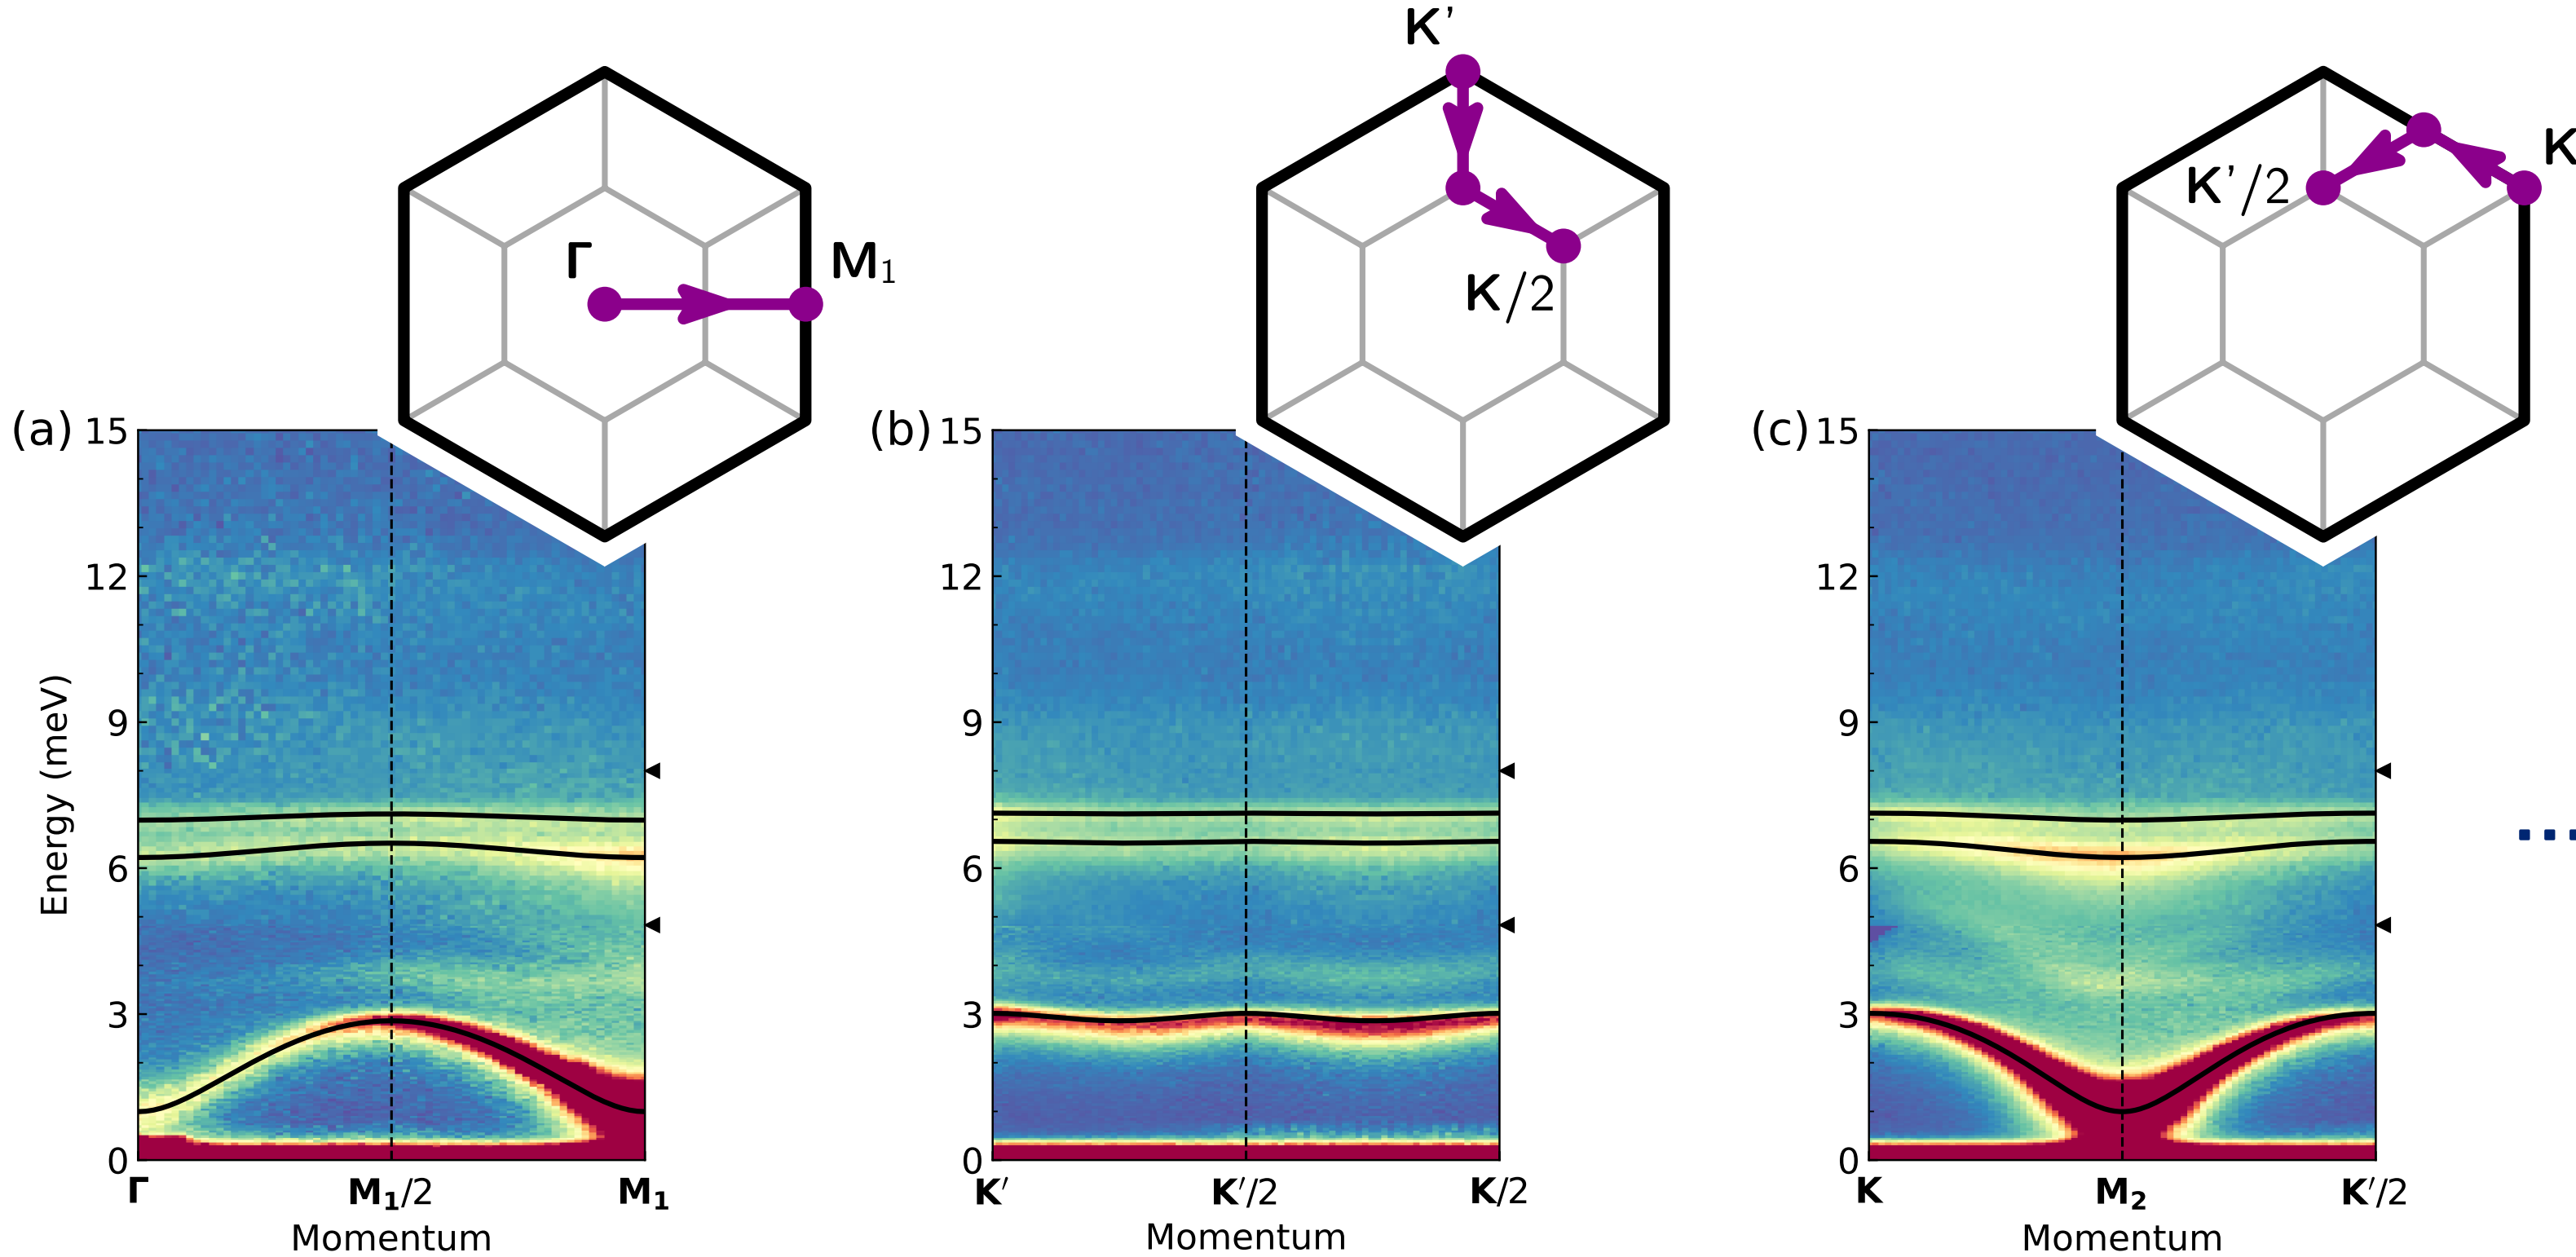 K'
K
Γ
M1
K/2
K'/2
(a)
15
12
9
6
3
0
Energy (meV)
Γ
M1/2
M1
Momentum
(b)
15
12
9
6
3
0
K′
K′/2
K/2
Momentum
(c)
15
12
9
6
3
0
K
M2
K′/2
Momentum